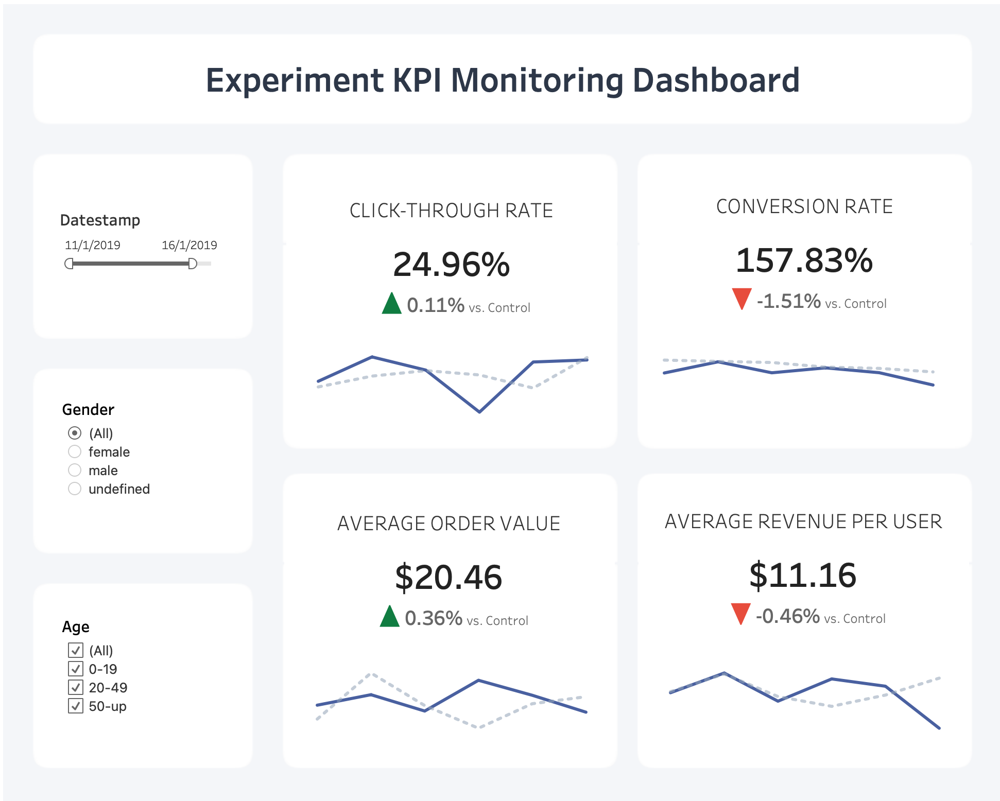 Experiment KPI Monitoring Dashboard
Datestamp
11/1/2019 16/1/2019
Gender
(All)
female
male
undefined
Age
(All)
0-19
20-49
50-up
CLICK-THROUGH RATE
24.96%
0.11% vs. Control
CONVERSION RATE
157.83%
-1.51% vs. Control
AVERAGE ORDER VALUE
$20.46
0.36% vs. Control
AVERAGE REVENUE PER USER
$11.16
-0.46% vs. Control